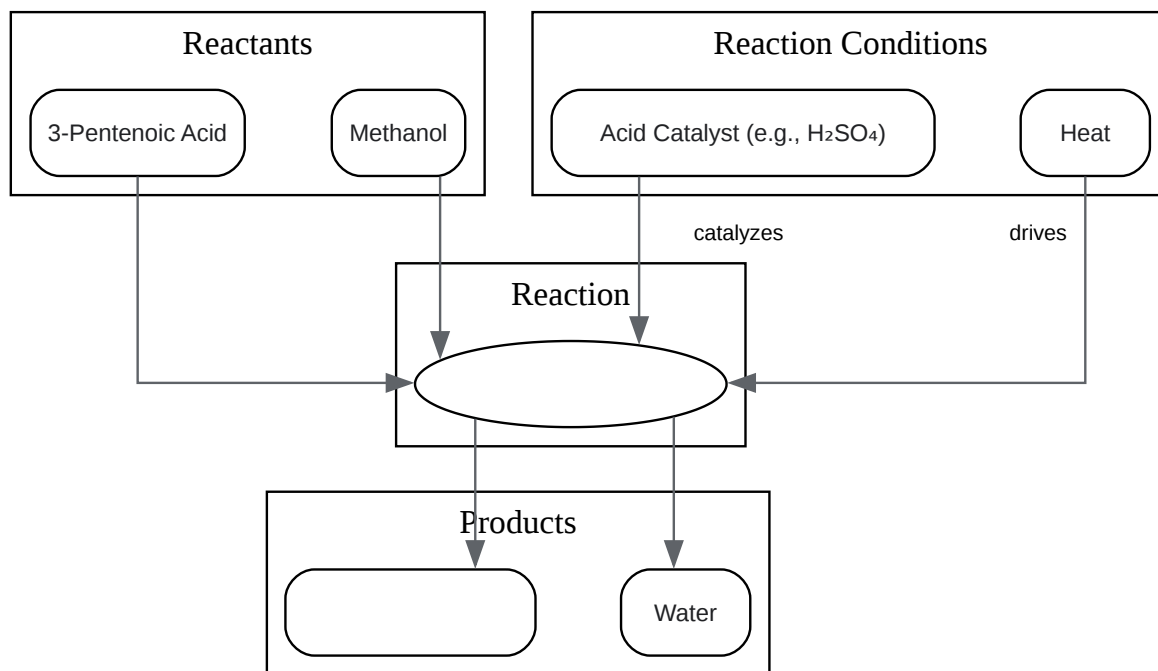 Reactants
Reaction Conditions
3-Pentenoic Acid
Methanol
Acid Catalyst (e.g., H₂SO₄)
Heat
catalyzes
drives
Reaction
Products
Water